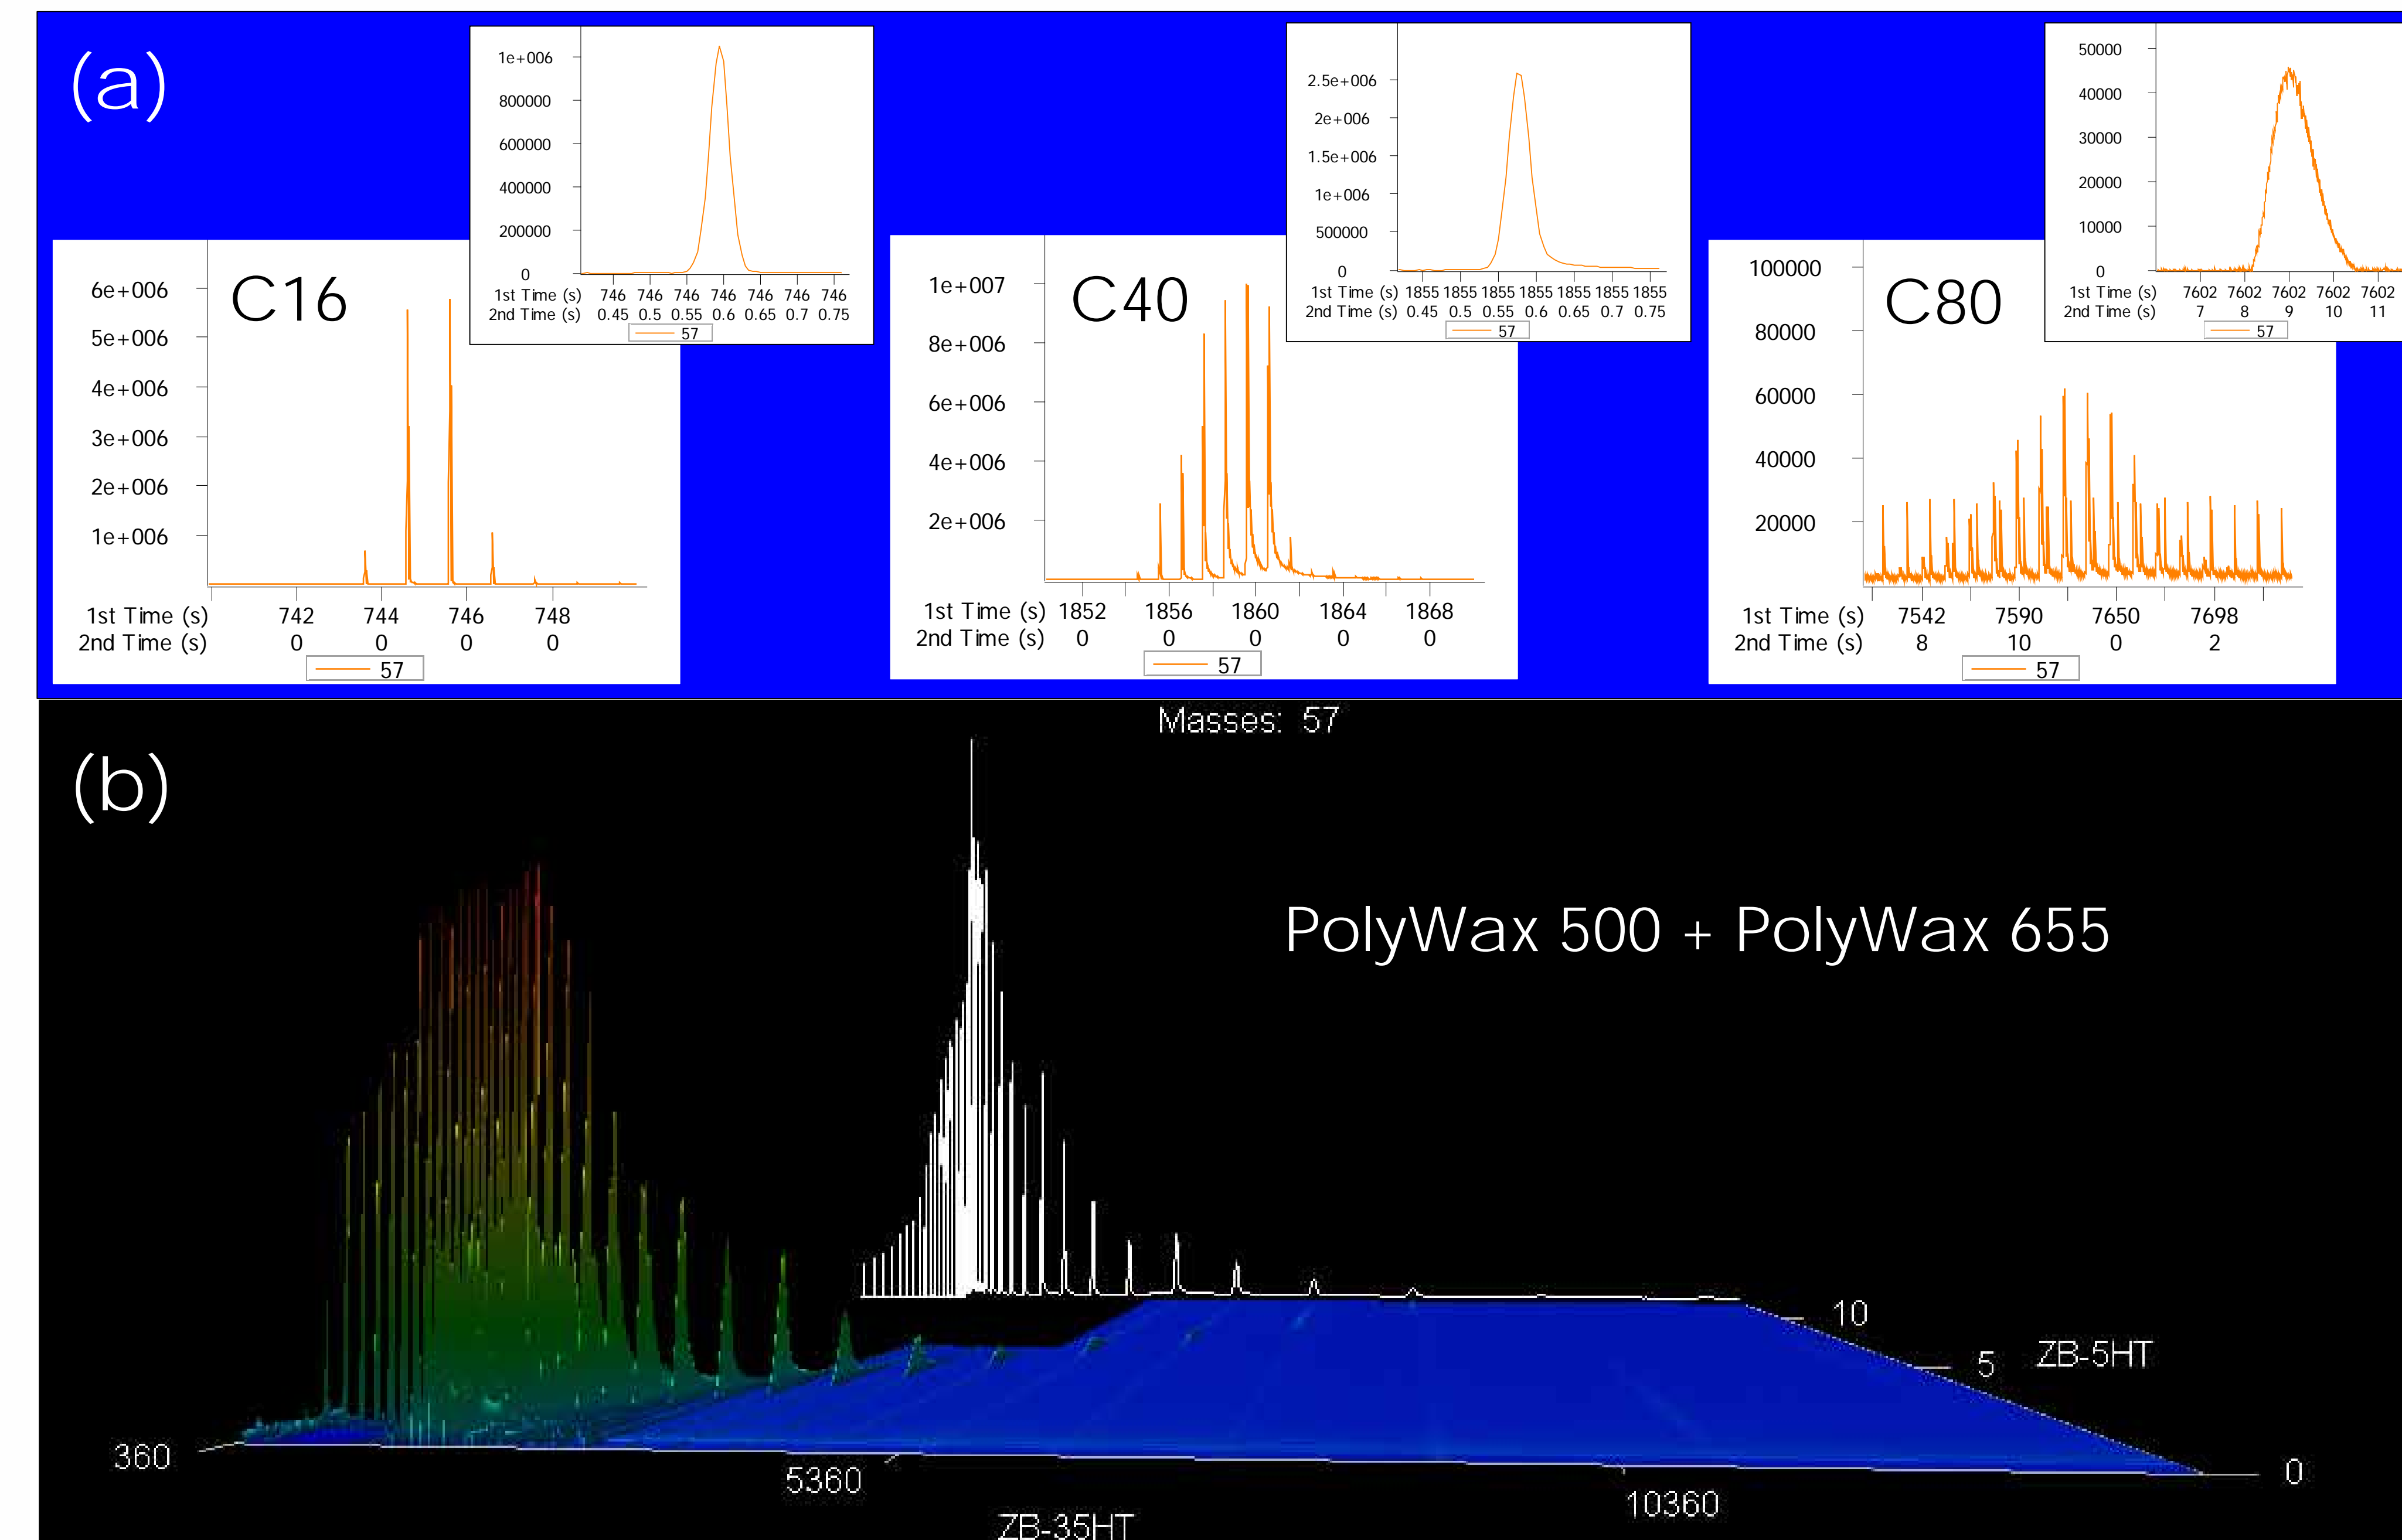 (a)
1e+006
800000
600000
400000
200000
0
1st Time (s) 746 746 746 746 746 746 746
2nd Time (s) 0.45 0.5 0.55 0.6 0.65 0.7 0.75
57
2.5e+006
2e+006
1.5e+006
1e+006
500000
0
1st Time (s) 1855 1855 1855 1855 1855 1855 1855
2nd Time (s) 0.45 0.5 0.55 0.6 0.65 0.7 0.75
57
50000
40000
30000
20000
10000
0
1st Time (s) 7602 7602 7602 7602 7602
2nd Time (s) 7 8 9 10 11
57
C16
6e+006
5e+006
4e+006
3e+006
2e+006
1e+006
1st Time (s) 742 744 746 748
2nd Time (s) 0 0 0 0
57
C40
1e+007
8e+006
6e+006
4e+006
2e+006
1st Time (s) 1852 1856 1860 1864 1868
2nd Time (s) 0 0 0 0 0
57
C80
100000
80000
60000
40000
20000
1st Time (s) 7542 7590 7650 7698
2nd Time (s) 8 10 0 2
57
Masses: 57
(b)
PolyWax 500 + PolyWax 655
10
5 ZB-5HT
0
360
5360
10360
ZB-35HT